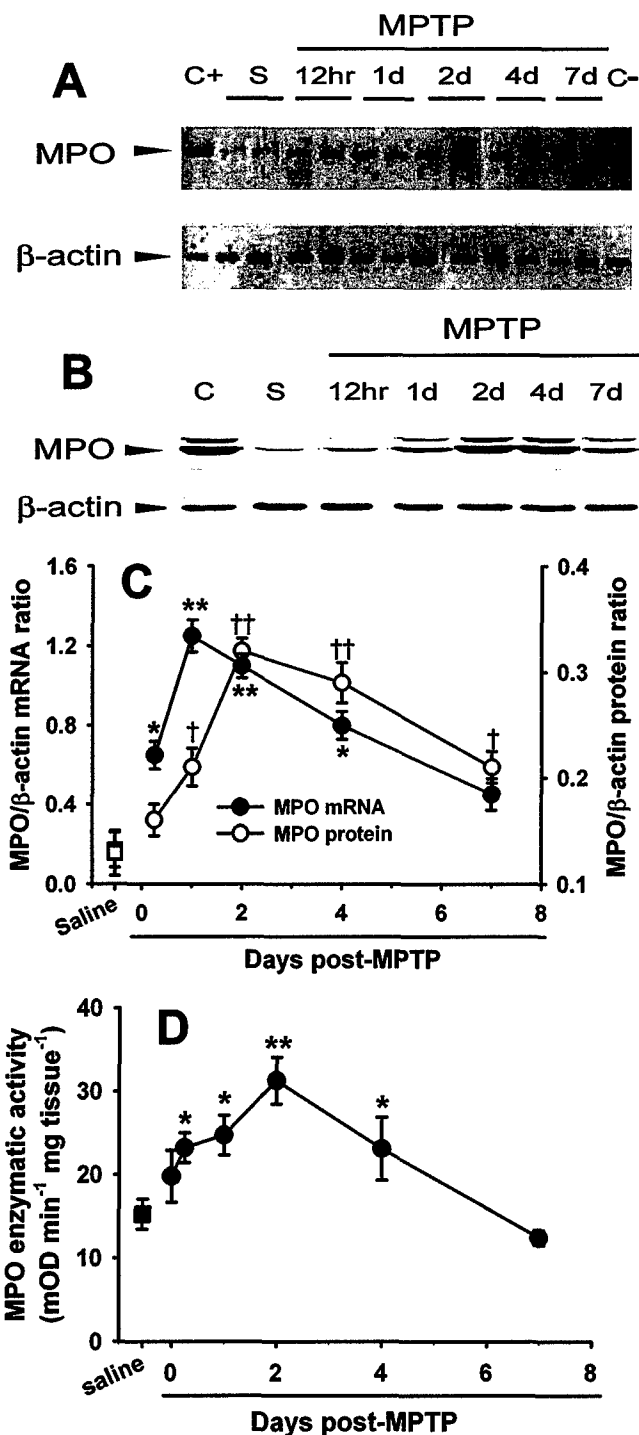 MPTP
A C+ S 12hr 1d 2d 4d 7d C-
MPO
β-actin
MPTP
B C S 12hr 1d 2d 4d 7d
MPO
β-actin
C
MPO/β-actin mRNA ratio
1.6
1.2
0.8
0.4
0.0
MPO/β-actin protein ratio
0.4
0.3
0.2
0.1
** †† ††
* † ** * †
MPO mRNA
MPO protein
Saline 0 2 4 6 8
Days post-MPTP
D
MPO enzymatic activity
(mOD min⁻¹ mg tissue⁻¹)
40
30
20
10
0
* * ** *
saline 0 2 4 6 8
Days post-MPTP